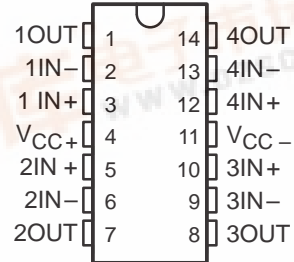 1OUT 1 14 4OUT
1IN− 2 13 4IN−
1 IN+ 3 12 4IN+
VCC+ 4 11 VCC −
2IN + 5 10 3IN+
2IN− 6 9 3IN−
2OUT 7 8 3OUT